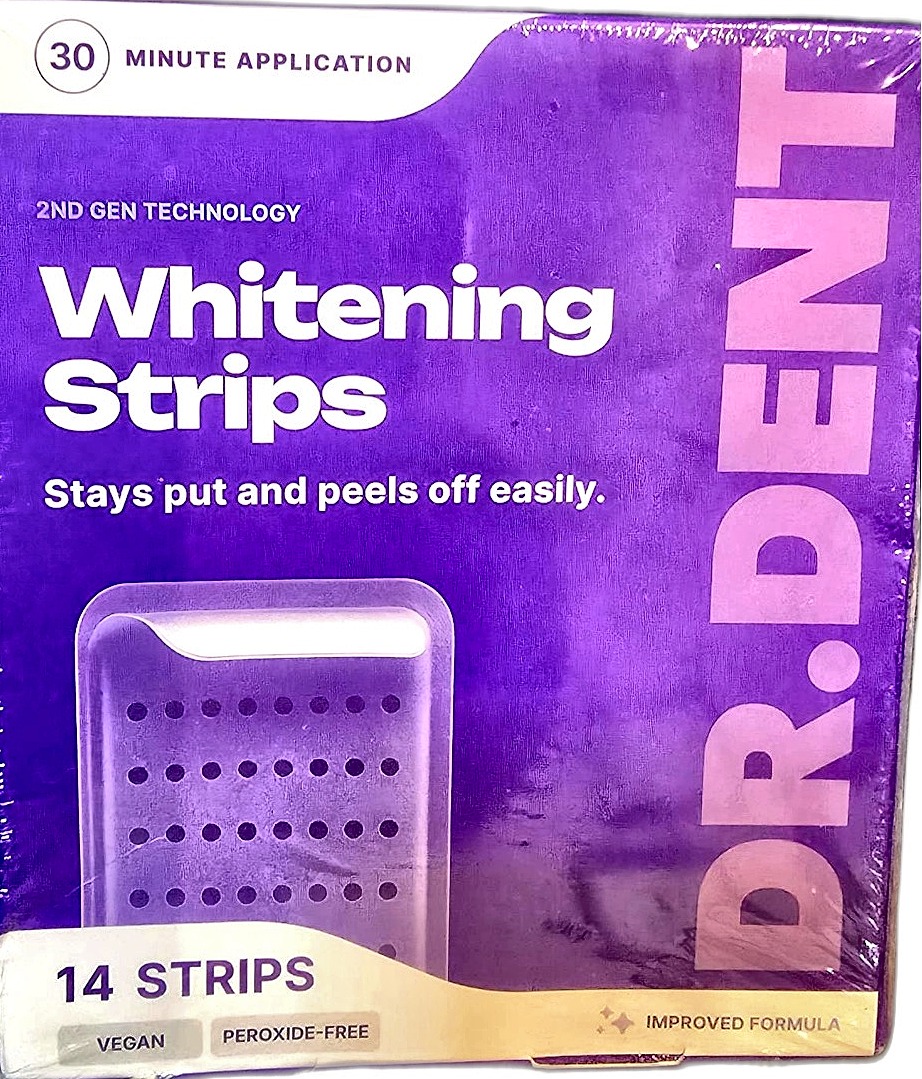 30 MINUTE APPLICATION
2ND GEN TECHNOLOGY
Whitening
Strips
Stays put and peels off easily.
DR.DENT
14 STRIPS
VEGAN PEROXIDE-FREE
IMPROVED FORMULA